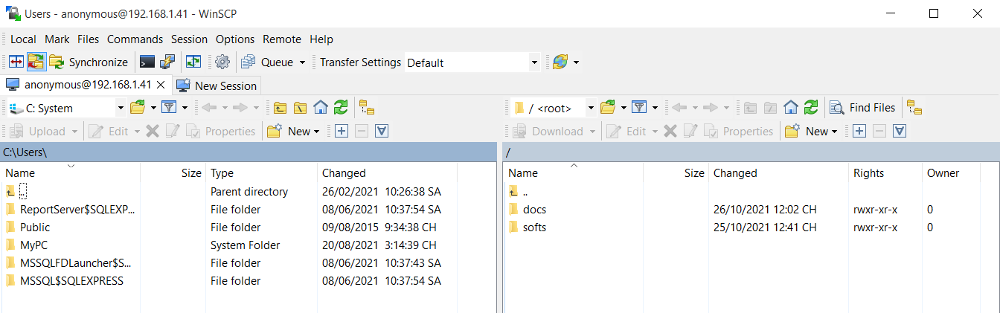 Users - anonymous@192.168.1.41 - WinSCP
Local Mark Files Commands Session Options Remote Help
Synchronize Queue Transfer Settings Default
anonymous@192.168.1.41 New Session
C: System / <root> Find Files
Upload Edit Properties New Download Edit Properties New
C:\Users\ /
Name Size Type Changed Name Size Changed Rights Owner
.. Parent directory 26/02/2021 10:26:38 SA ..
ReportServer$SQLEXP... File folder 08/06/2021 10:37:54 SA docs 26/10/2021 12:02 CH rwxr-xr-x 0
Public File folder 09/08/2015 9:34:38 CH softs 25/10/2021 12:41 CH rwxr-xr-x 0
MyPC System Folder 20/08/2021 3:14:39 CH
MSSQLFDLauncher$S... File folder 08/06/2021 10:37:43 SA
MSSQL$SQLEXPRESS File folder 08/06/2021 10:37:54 SA